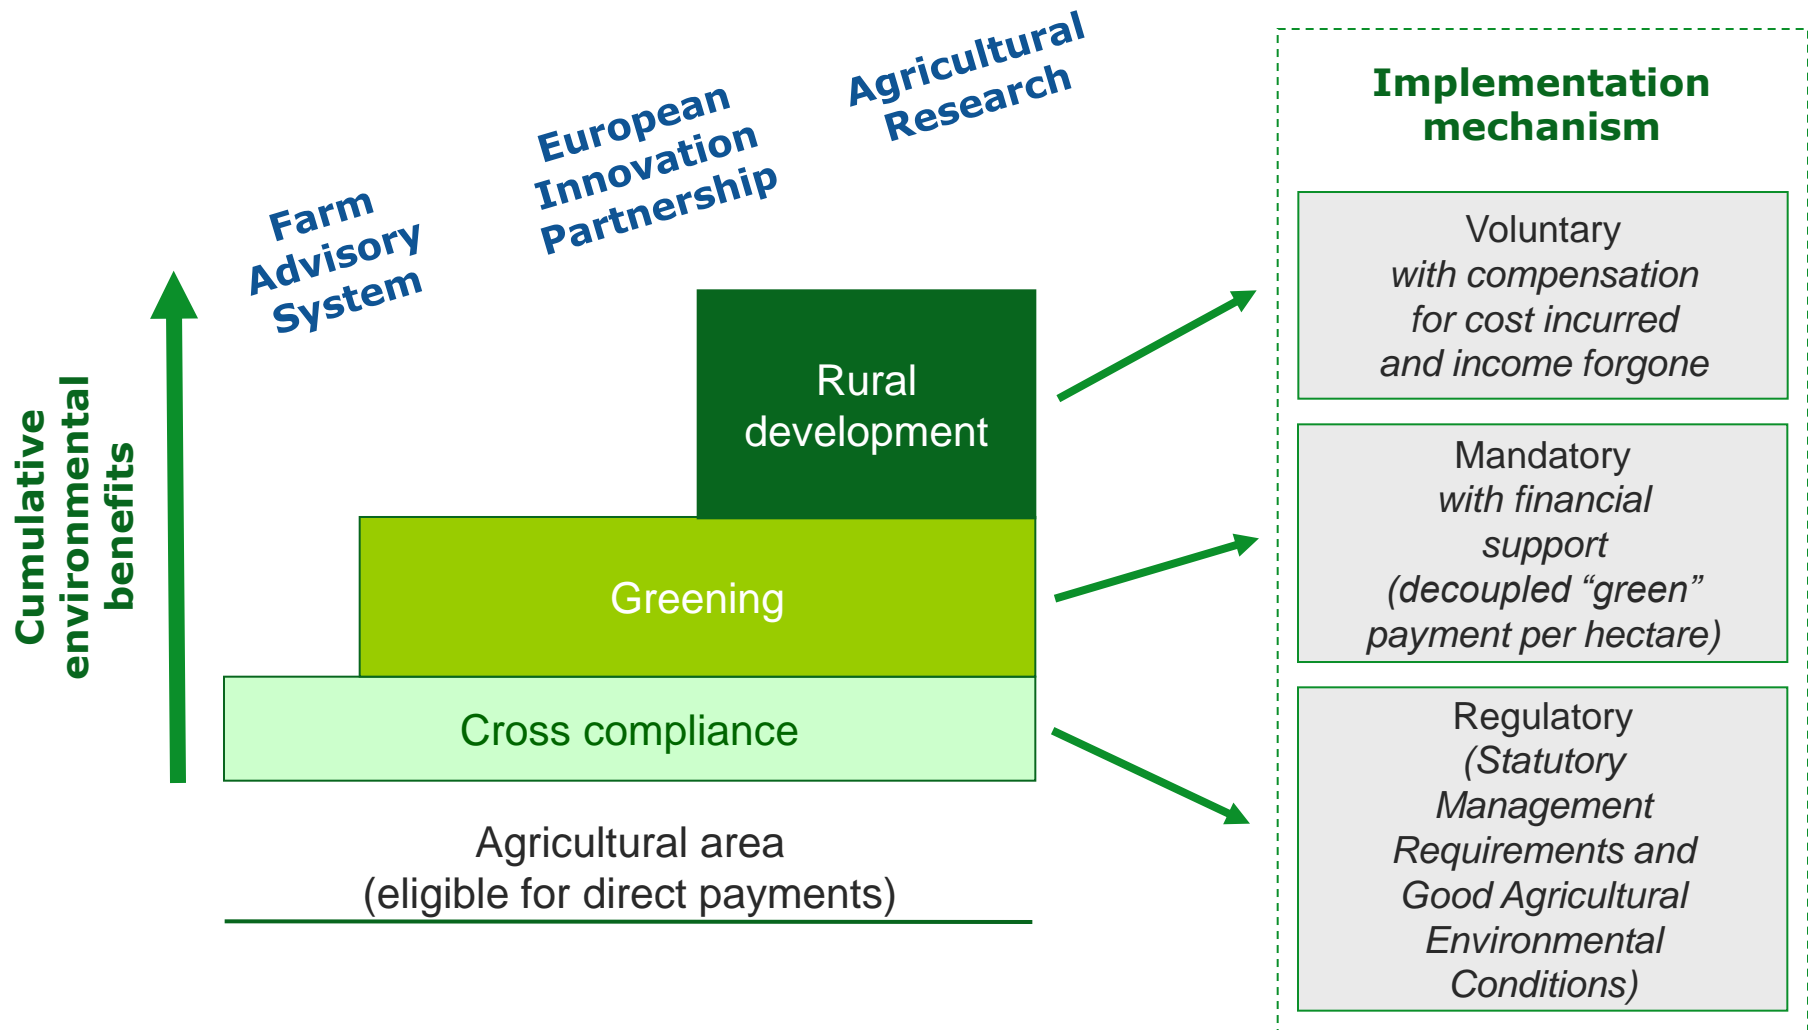 Farm
Advisory
System
European
Innovation
Partnership
Agricultural
Research
Cumulative
environmental
benefits
Rural
development
Greening
Cross compliance
Agricultural area
(eligible for direct payments)
Implementation
mechanism
Voluntary
with compensation
for cost incurred
and income forgone
Mandatory
with financial
support
(decoupled “green”
payment per hectare)
Regulatory
(Statutory
Management
Requirements and
Good Agricultural
Environmental
Conditions)